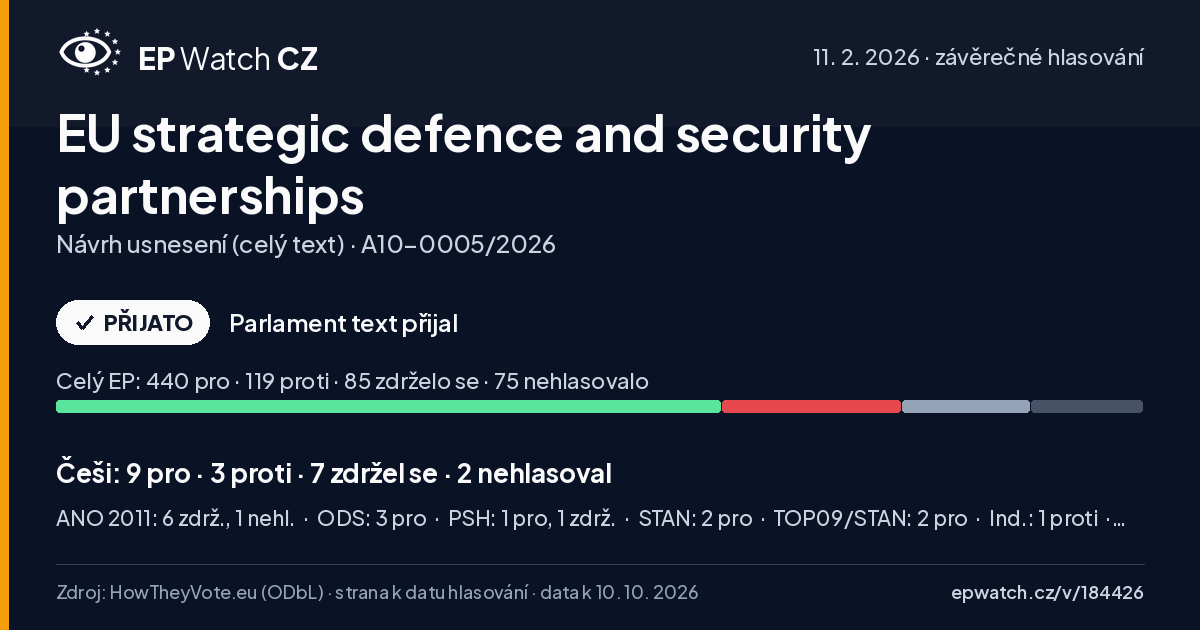 EP Watch CZ
11. 2. 2026 · závěrečné hlasování
EU strategic defence and security
partnerships
Návrh usnesení (celý text) · A10–0005/2026
✓ PŘIJATO
Parlament text přijal
Celý EP: 440 pro · 119 proti · 85 zdrželo se · 75 nehlasovalo
Češi: 9 pro · 3 proti · 7 zdržel se · 2 nehlasoval
ANO 2011: 6 zdrž., 1 nehl. · ODS: 3 pro · PSH: 1 pro, 1 zdrž. · STAN: 2 pro · TOP09/STAN: 2 pro · Ind.: 1 proti ·…
Zdroj: HowTheyVote.eu (ODbL) · strana k datu hlasování · data k 10. 10. 2026
epwatch.cz/v/184426